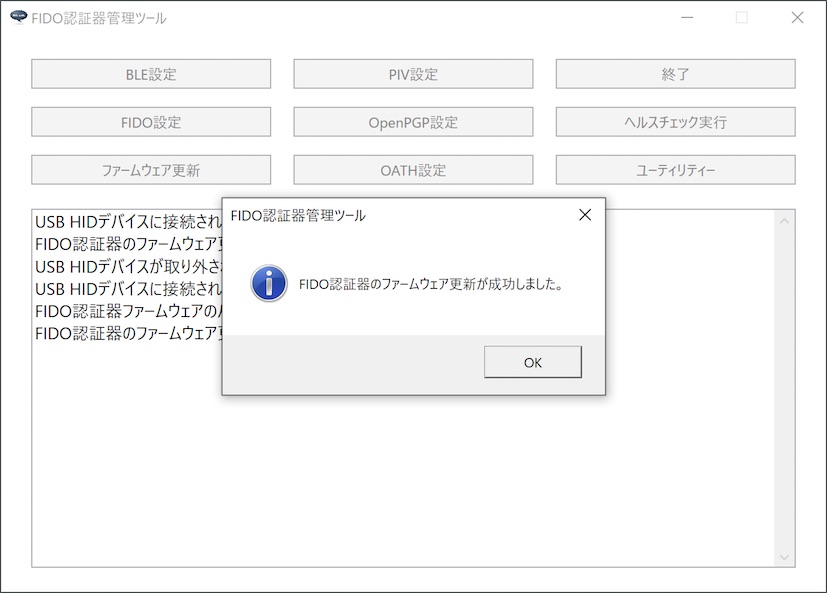 FIDO認証器管理ツール
BLE設定
PIV設定
終了
FIDO設定
OpenPGP設定
ヘルスチェック実行
ファームウェア更新
OATH設定
ユーティリティー
USB HIDデバイスに接続され
FIDO認証器のファームウェア
USB HIDデバイスが取り外さ
USB HIDデバイスに接続され
FIDO認証器ファームウェアの
FIDO認証器のファームウェア
FIDO認証器管理ツール
FIDO認証器のファームウェア更新が成功しました。
OK